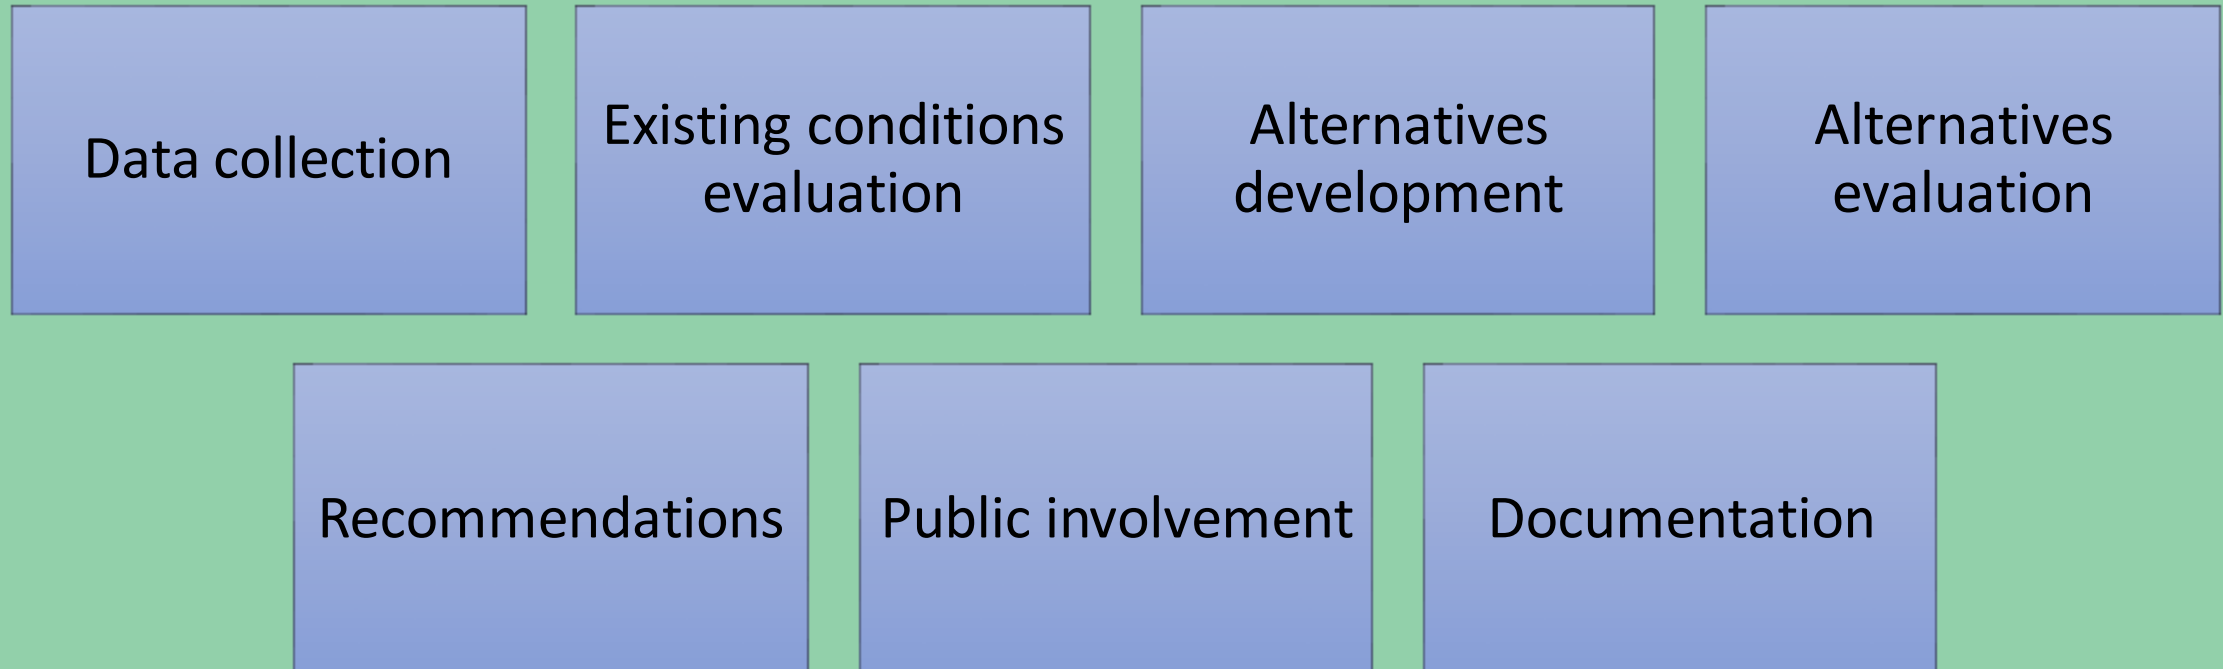 Data collection
Existing conditions
evaluation
Alternatives
development
Alternatives
evaluation
Recommendations
Public involvement
Documentation